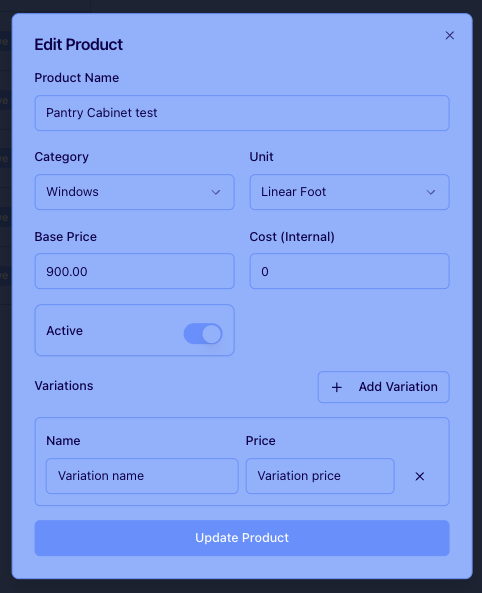 Edit Product
Product Name
Pantry Cabinet test
Category
Unit
Windows
Linear Foot
Base Price
Cost (Internal)
900.00
0
Active
Variations
Add Variation
Name
Price
Variation name
Variation price
Update Product